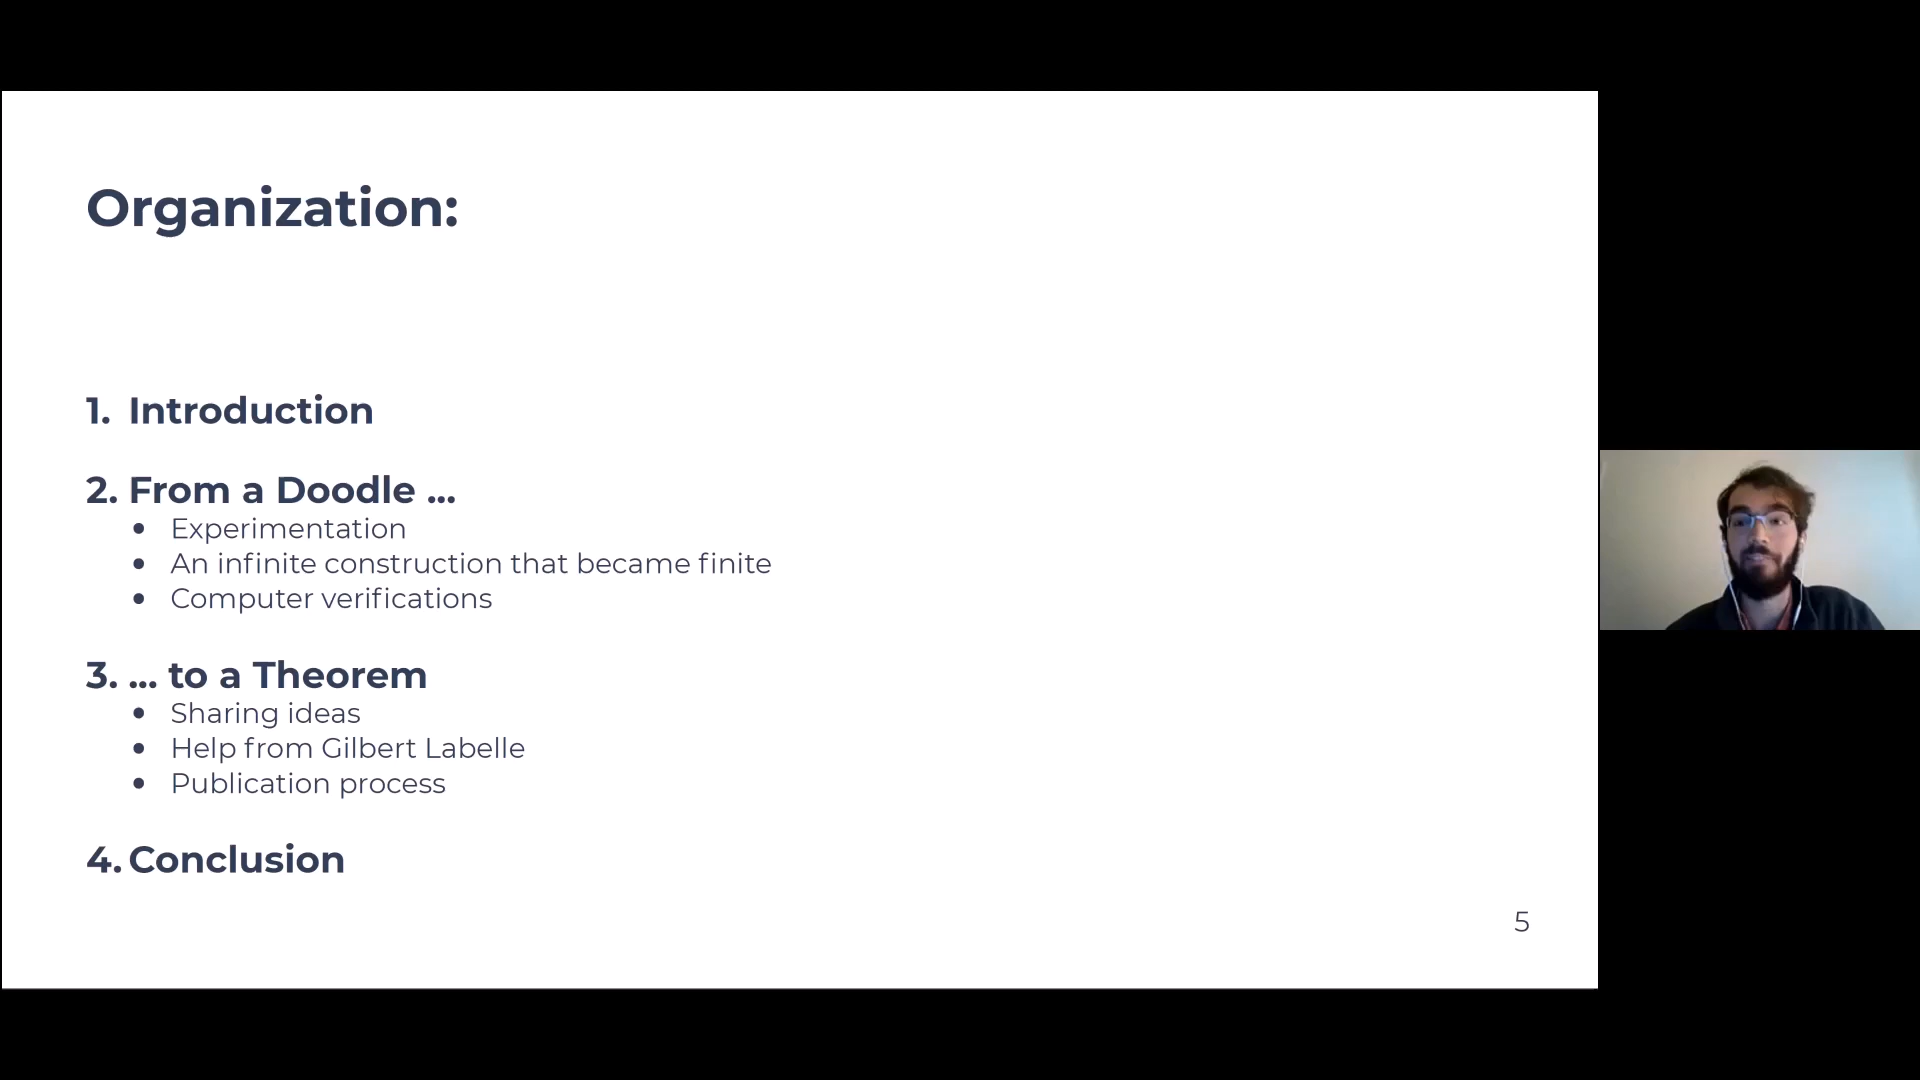 Organization:
1. Introduction
2. From a Doodle ...
• Experimentation
• An infinite construction that became finite
• Computer verifications
3. ... to a Theorem
• Sharing ideas
• Help from Gilbert Labelle
• Publication process
4. Conclusion
5